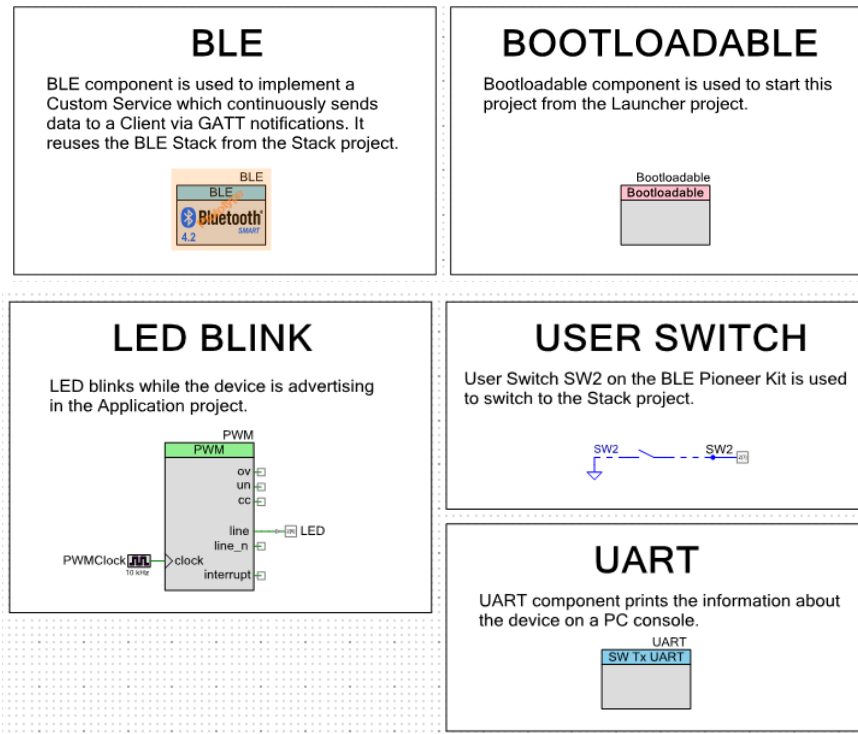 BLE
BLE component is used to implement a
Custom Service which continuously sends
data to a Client via GATT notifications. It
reuses the BLE Stack from the Stack project.
BLE
BLE
Bluetooth
SMART
4.2
BOOTLOADABLE
Bootloadable component is used to start this
project from the Launcher project.
Bootloadable
Bootloadable
LED BLINK
LED blinks while the device is advertising
in the Application project.
PWM
PWM
ov
un
cc
line
LED
line_n
PWMClock
10 kHz
clock
interrupt
USER SWITCH
User Switch SW2 on the BLE Pioneer Kit is used
to switch to the Stack project.
SW2
SW2
UART
UART component prints the information about
the device on a PC console.
UART
SW Tx UART